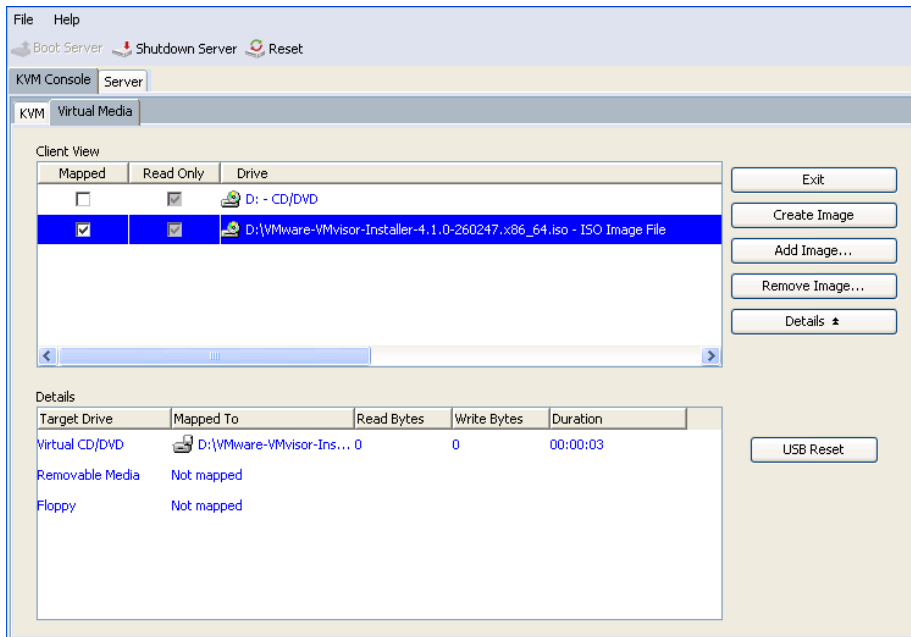 File Help
Boot Server Shutdown Server Reset
KVM Console Server
KVM Virtual Media
Client View
Mapped Read Only Drive
D: - CD/DVD
D:\VMware-VMvisor-Installer-4.1.0-260247.x86_64.iso - ISO Image File
Exit
Create Image
Add Image...
Remove Image...
Details
Details
Target Drive Mapped To Read Bytes Write Bytes Duration
Virtual CD/DVD D:\VMware-VMvisor-Ins... 0 0 00:00:03
Removable Media Not mapped
Floppy Not mapped
USB Reset